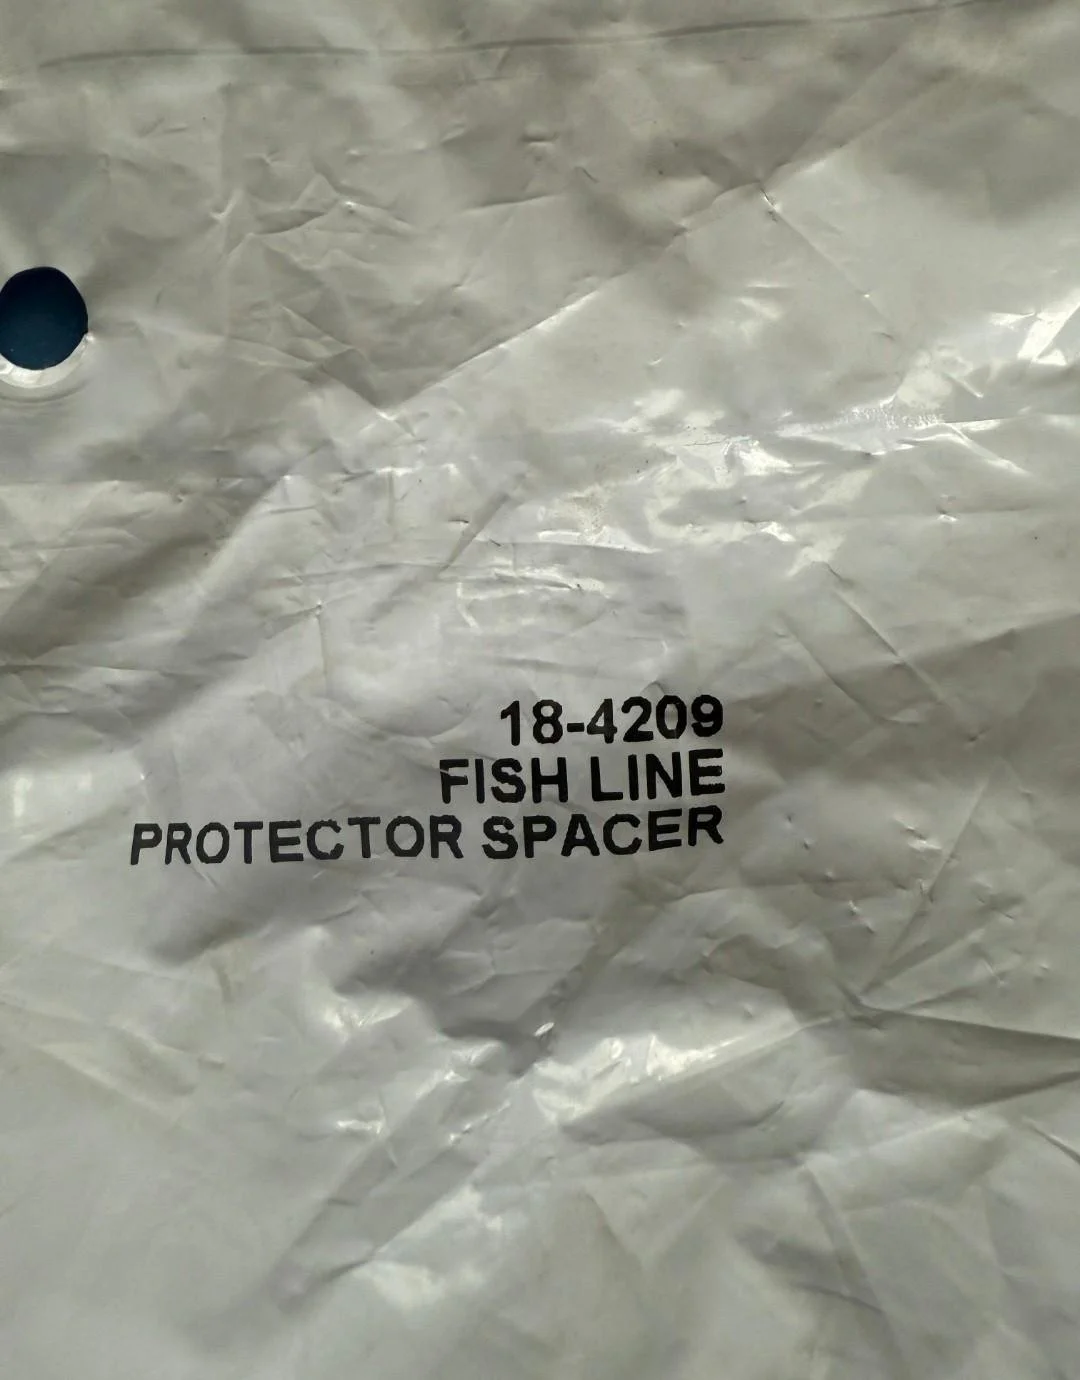 18-4209
FISH LINE
PROTECTOR SPACER